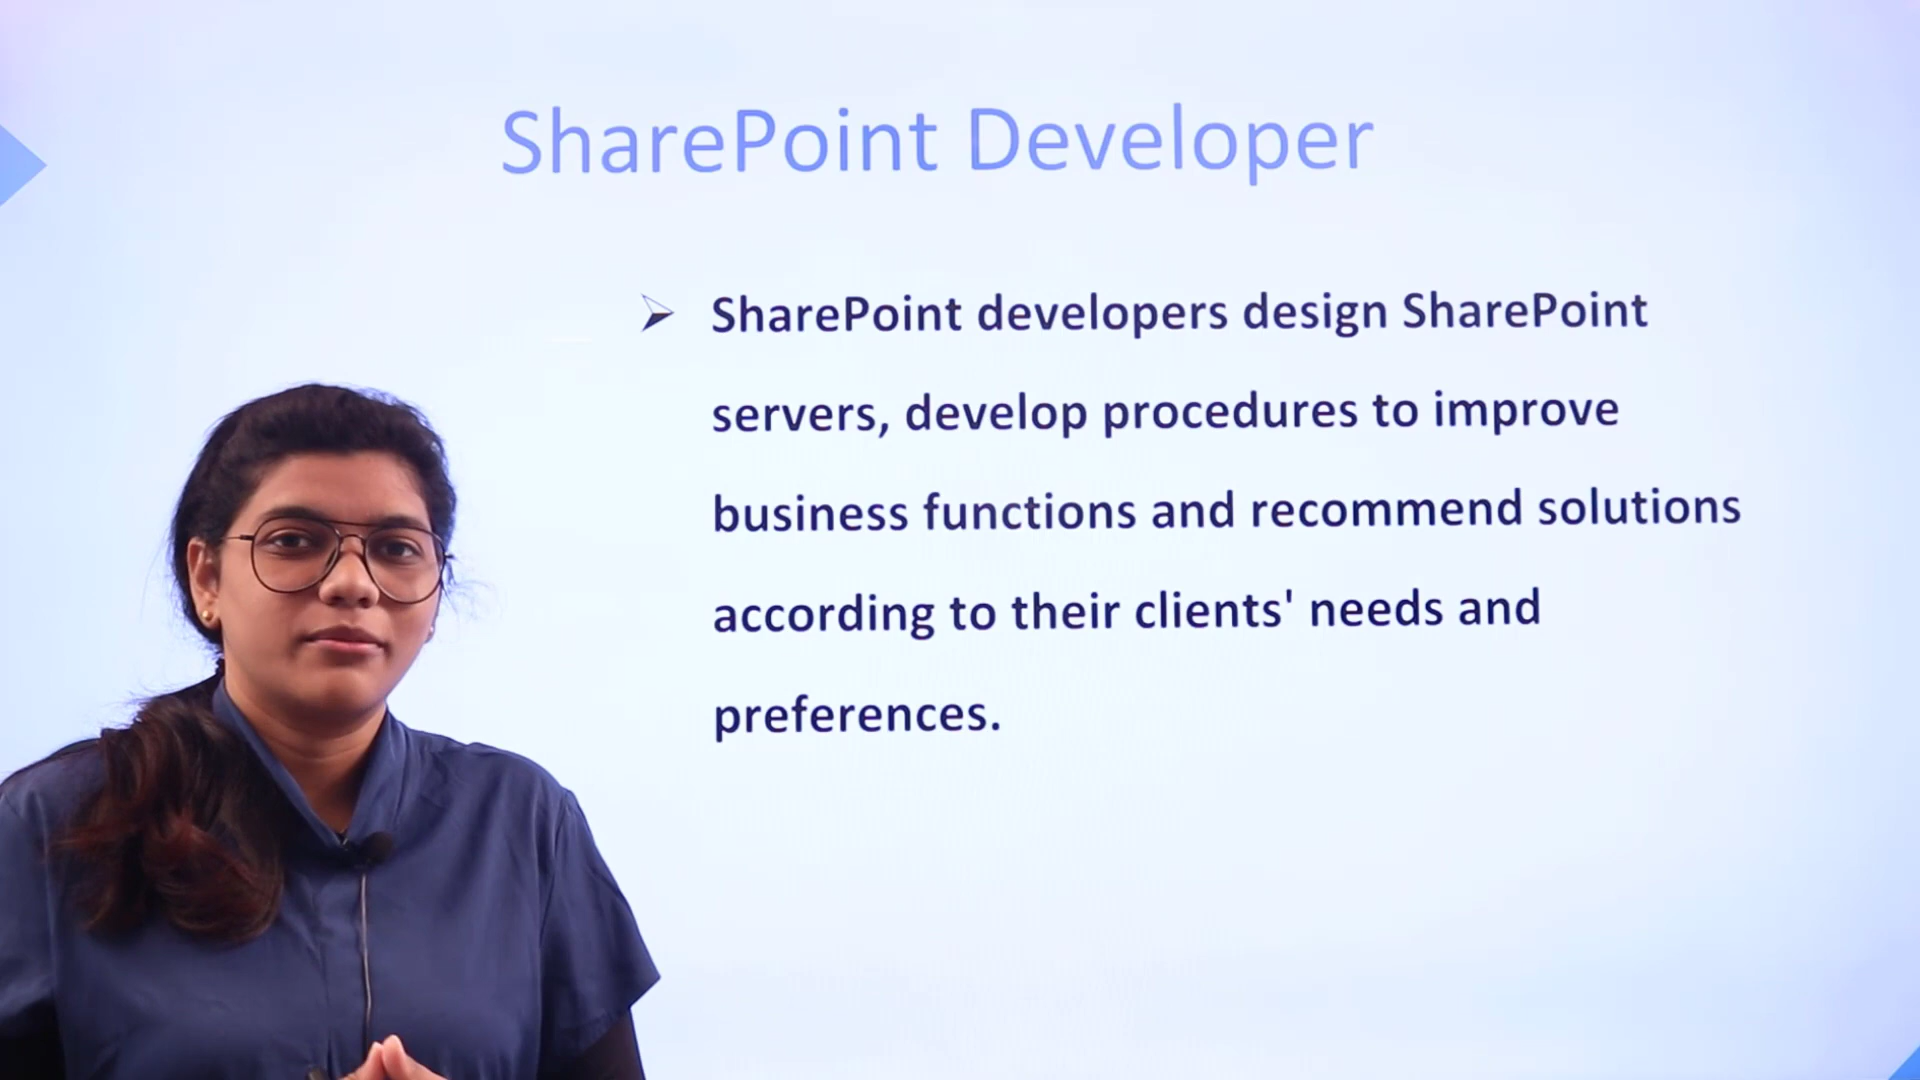 SharePoint Developer
SharePoint developers design SharePoint
servers, develop procedures to improve
business functions and recommend solutions
according to their clients' needs and
preferences.